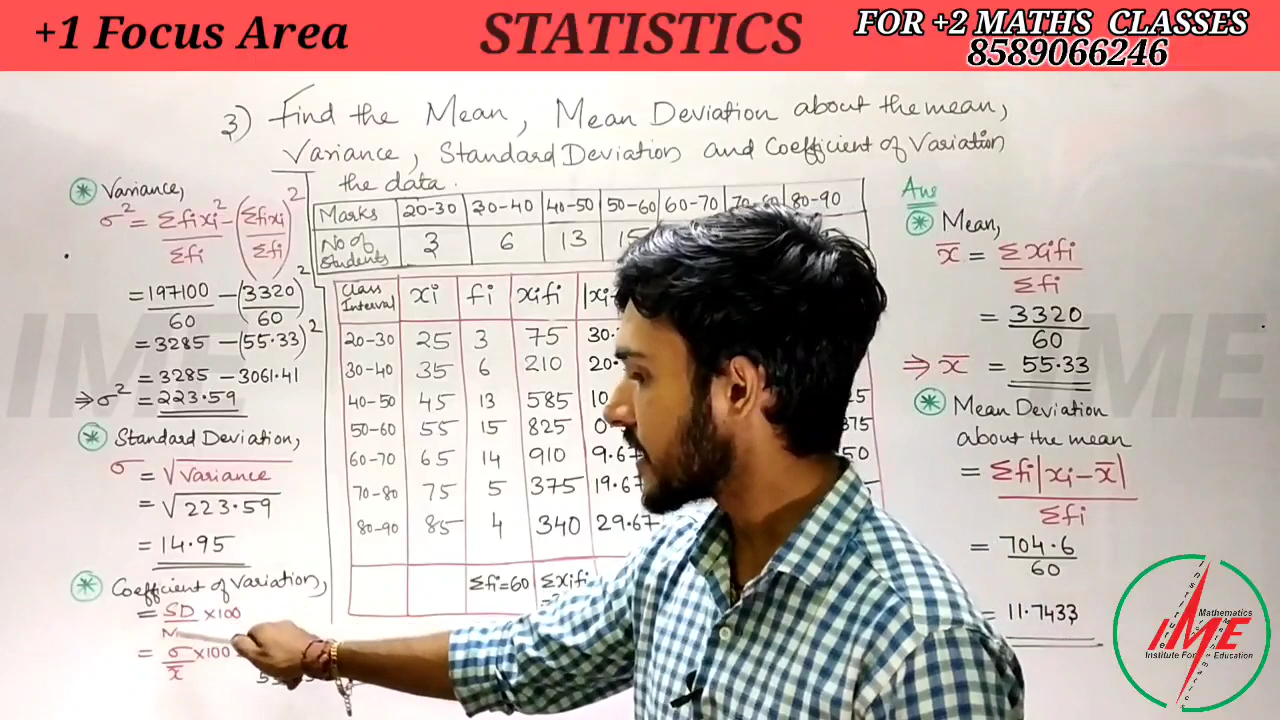 +1 Focus Area
STATISTICS
FOR +2 MATHS CLASSES
8589066246
3) Find the Mean, Mean Deviation about the mean,
Variance, Standard Deviation and Coefficient of Variation
the data.
Marks 20-30 30-40 40-50 50-60 60-70 80-90
No of Students 3 6 13 15
Class Interval xi fi xifi
20-30 25 3 75
30-40 35 6 210
40-50 45 13 585
50-60 55 15 825
60-70 65 14 910 9.67
70-80 75 5 375 19.67
80-90 85 4 340 29.67
Σfi=60 Σxifi
* Variance,
σ² = Σfixi²/Σfi - (Σfixi/Σfi)²
= 197100/60 - (3320/60)²
= 3285 - (55.33)²
= 3285 - 3061.41
⇒ σ² = 223.59
* Standard Deviation,
σ = √Variance
= √223.59
= 14.95
* Coefficient of Variation,
= SD/ ×100
= σ/x̄ ×100
Ans
* Mean,
x̄ = Σxifi/Σfi
= 3320/60
⇒ x̄ = 55.33
* Mean Deviation
about the mean
= Σfi|xi-x̄|/Σfi
= 704.6/60
= 11.7433
IME
IME
Mathematics
IME
Institute For Education